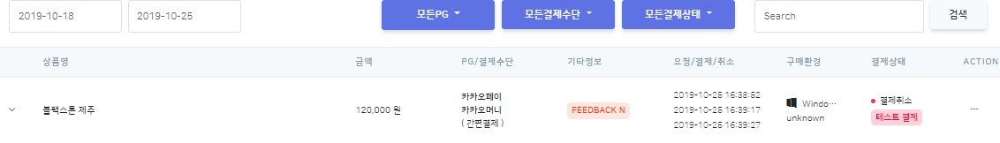 2019-10-18 2019-10-25 모든PG 모든결제수단 모든결제상태 Search 검색
상품명 금액 PG/결제수단 기타정보 요청/결제/취소 구매환경 결제상태 ACTION
블랙스톤 제주 120,000 원 카카오페이 카카오머니 ( 간편결제 ) FEEDBACK N 2019-10-25 16:38:52 2019-10-25 16:39:17 2019-10-25 16:39:27 Windo··· unknown 결제취소 테스트 결제 ···